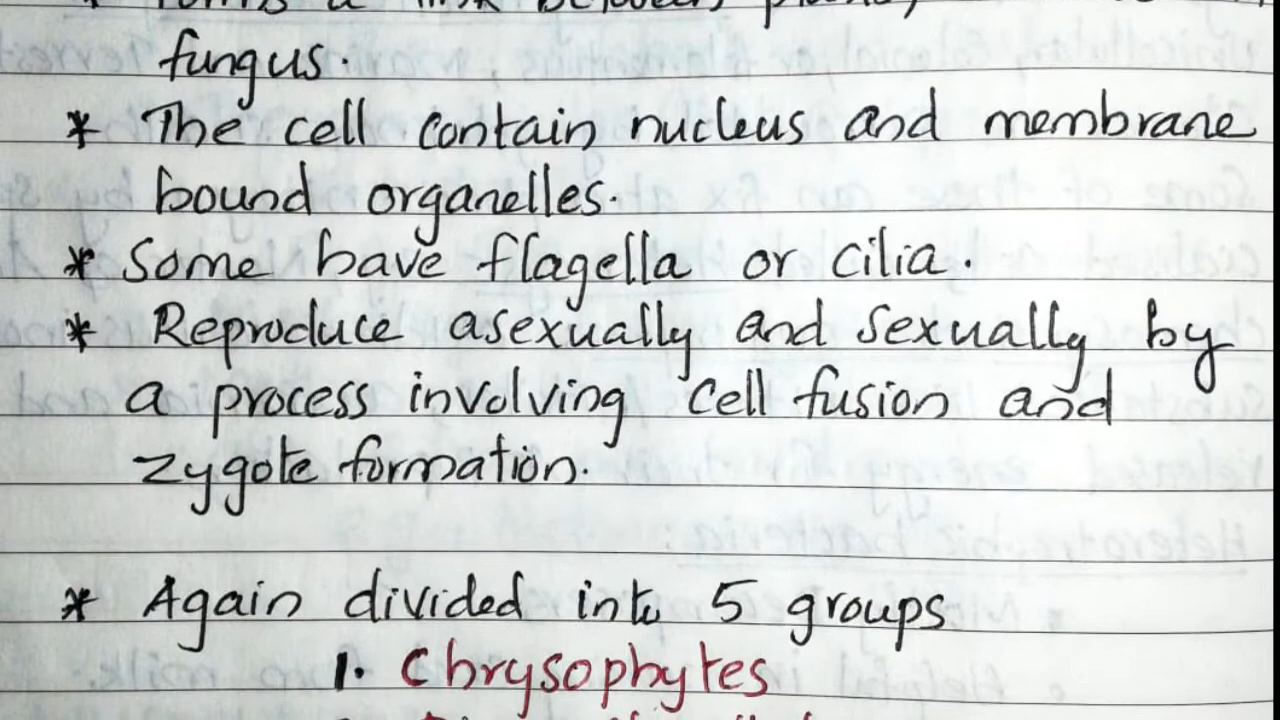 fungus.
* The cell contain nucleus and membrane
bound organelles.
* Some have flagella or cilia.
* Reproduce asexually and sexually by
a process involving cell fusion and
zygote formation.
* Again divided into 5 groups
1. Chrysophytes